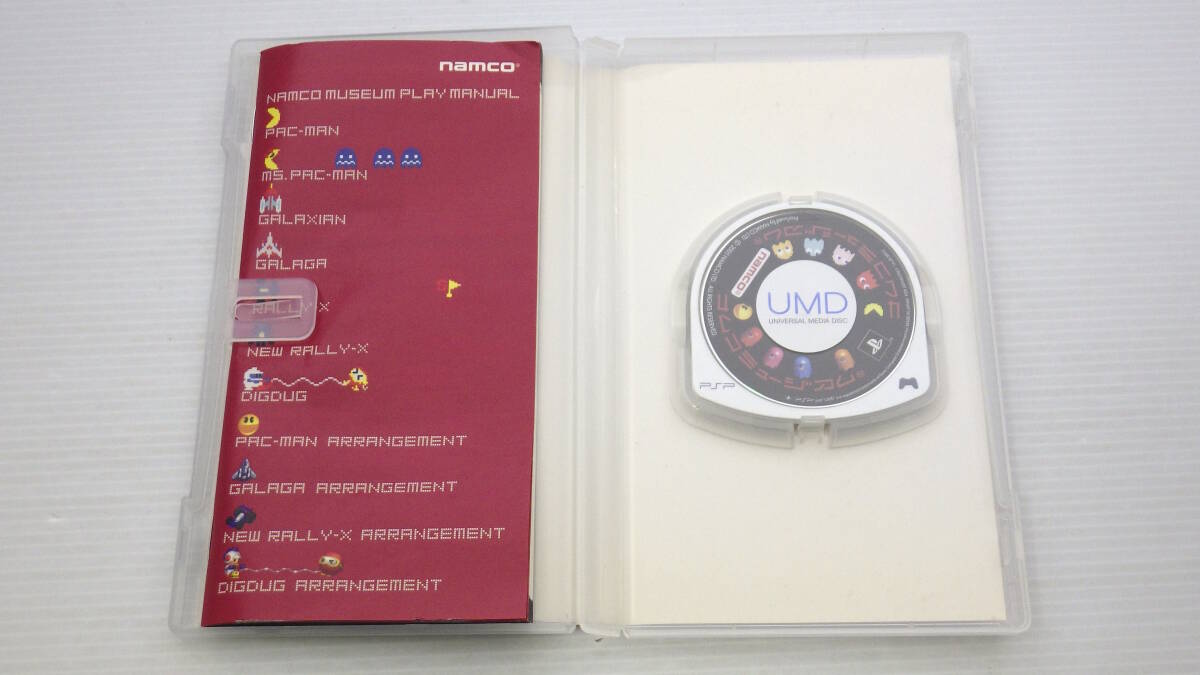 namco®
NAMCO MUSEUM PLAY MANUAL
PAC-MAN
MS. PAC-MAN
GALAXIAN
GALAGA
RALLY-X
NEW RALLY-X
DIGDUG
PAC-MAN ARRANGEMENT
GALAGA ARRANGEMENT
NEW RALLY-X ARRANGEMENT
DIGDUG ARRANGEMENT
namco®
UMD
UNIVERSAL MEDIA DISC
PSP